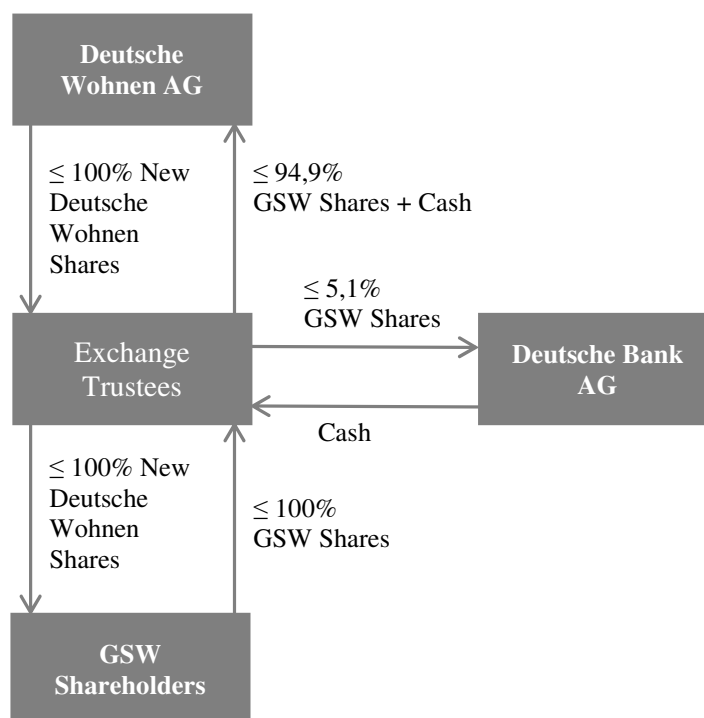 Deutsche
Wohnen AG
≤ 100% New
Deutsche
Wohnen
Shares
≤ 94,9%
GSW Shares + Cash
≤ 5,1%
GSW Shares
Exchange
Trustees
Deutsche Bank
AG
Cash
≤ 100% New
Deutsche
Wohnen
Shares
≤ 100%
GSW Shares
GSW
Shareholders